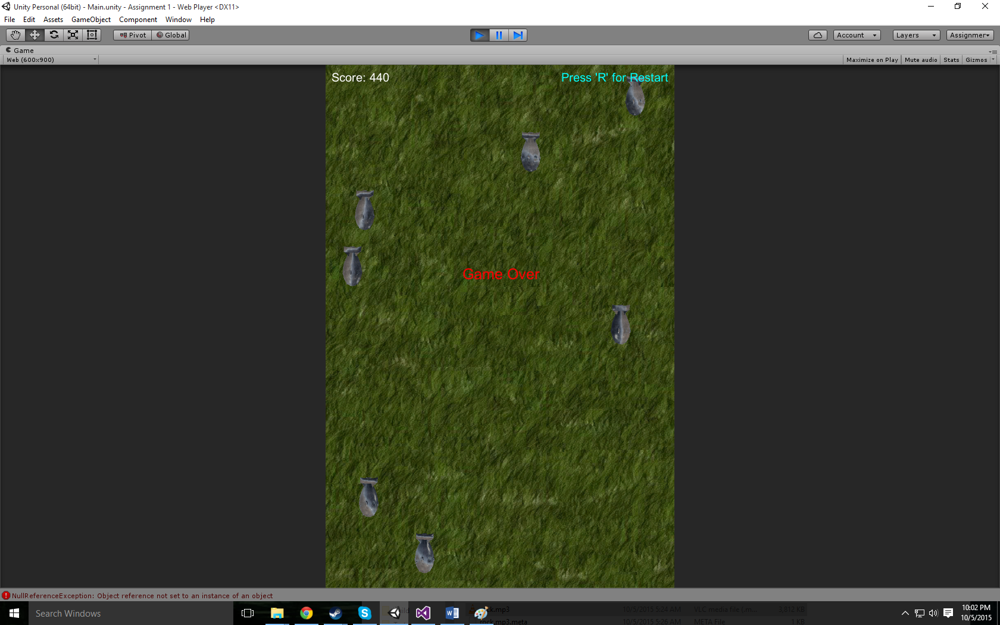 Unity Personal (64bit) - Main.unity - Assignment 1 - Web Player <DX11>
File Edit Assets GameObject Component Window Help
Pivot Global Account Layers Assignmer
Game
Web (600x900) Maximize on Play Mute audio Stats Gizmos
Score: 440 Press 'R' for Restart
Game Over
NullReferenceException: Object reference not set to an instance of an object
Search Windows
10/5/2015 5:24 AM VLC media file (.m... 3,812 KB
rock.mp3.meta 10/5/2015 5:26 AM META File 1 KB
10:02 PM
10/5/2015